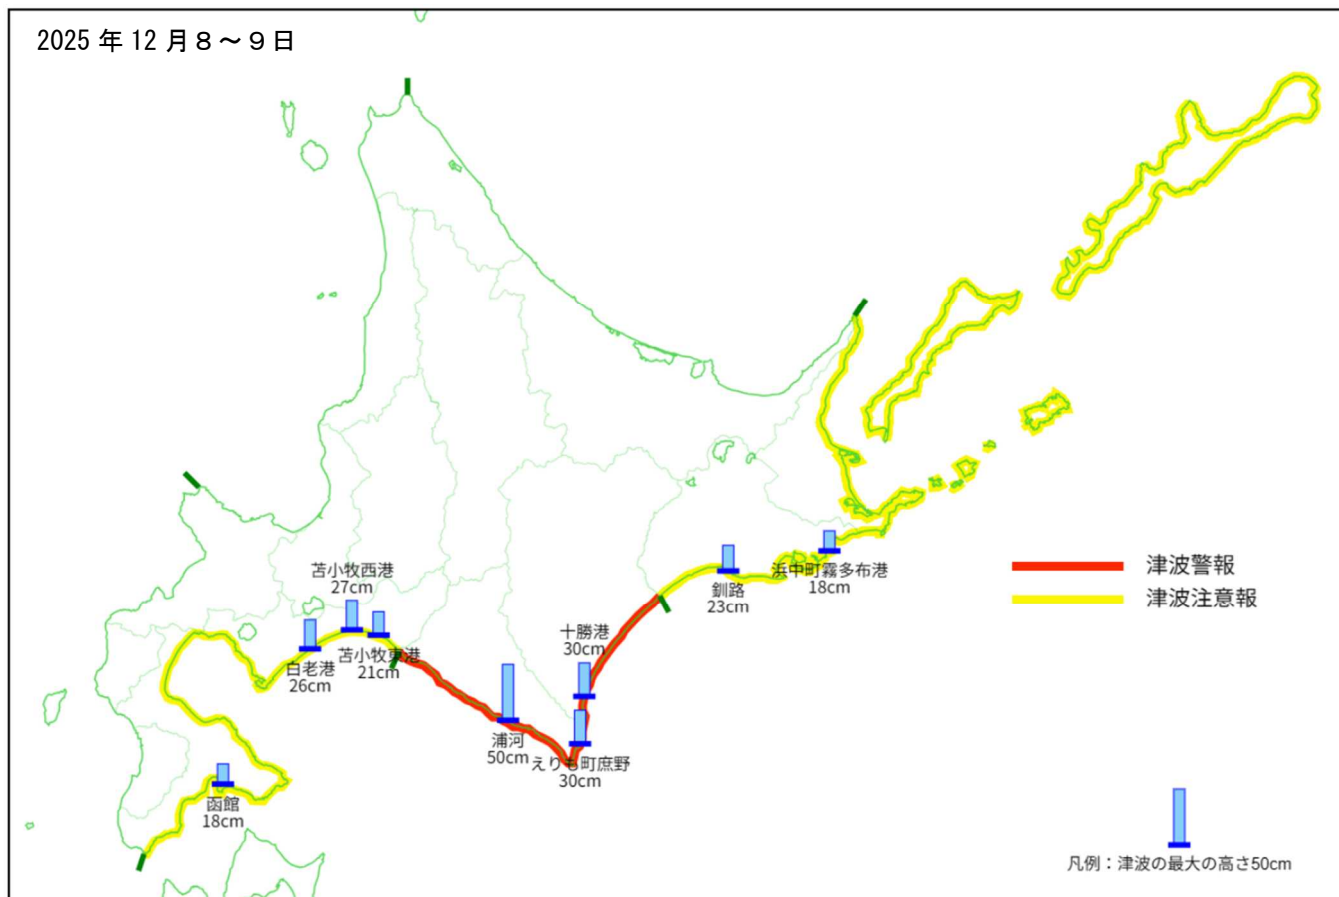 2025 年 12 月８～９日
苫小牧西港
27cm
白老港
26cm
苫小牧東港
21cm
浦河
50cm
えりも町庶野
30cm
十勝港
30cm
釧路
23cm
浜中町霧多布港
18cm
函館
18cm
津波警報
津波注意報
凡例：津波の最大の高さ50cm